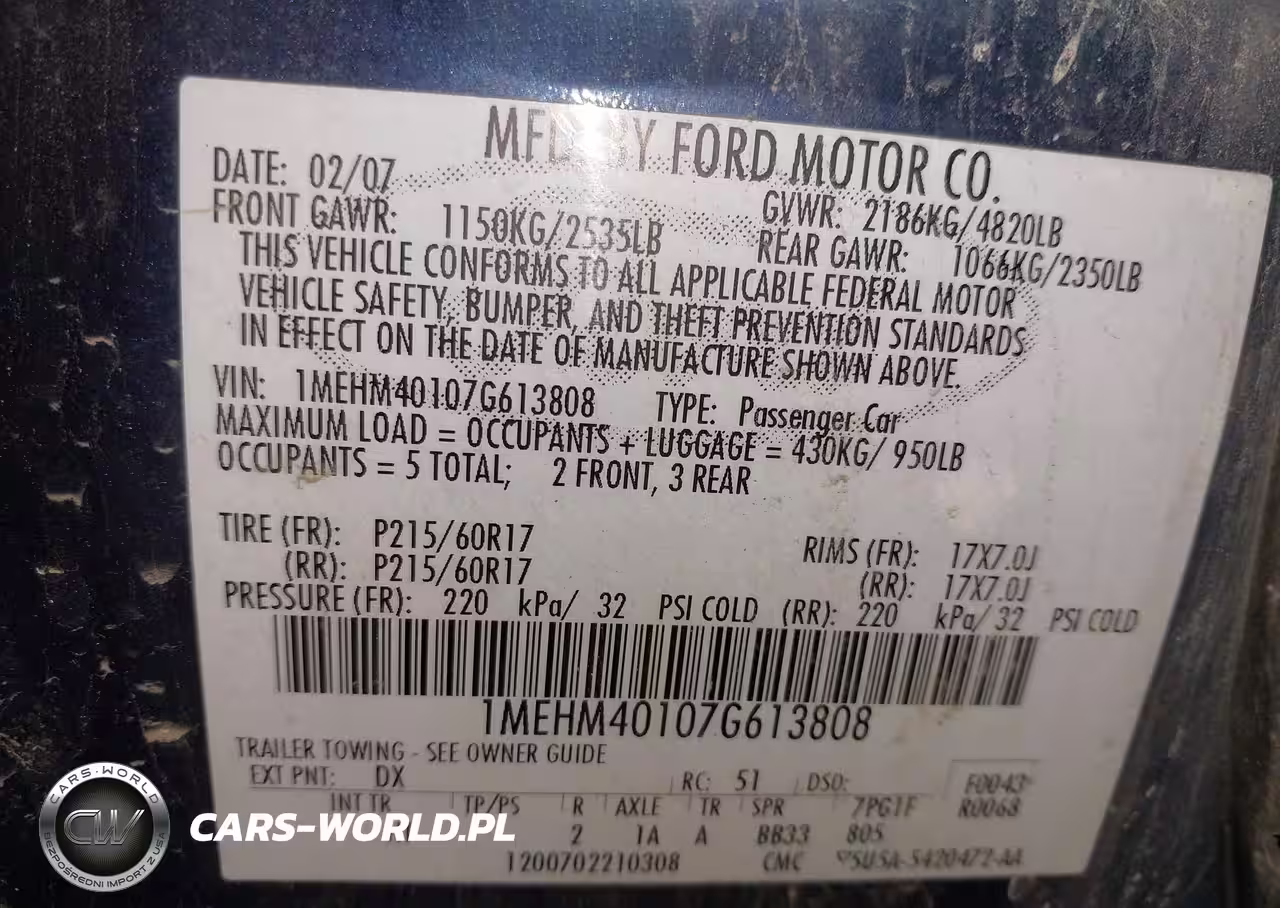 MFD BY FORD MOTOR CO.
DATE: 02/07 GVWR: 2186KG/4820LB
FRONT GAWR: 1150KG/2535LB REAR GAWR: 1066KG/2350LB
THIS VEHICLE CONFORMS TO ALL APPLICABLE FEDERAL MOTOR
VEHICLE SAFETY, BUMPER, AND THEFT PREVENTION STANDARDS
IN EFFECT ON THE DATE OF MANUFACTURE SHOWN ABOVE.
VIN: 1MEHM40107G613808 TYPE: Passenger Car
MAXIMUM LOAD = OCCUPANTS + LUGGAGE = 430KG/ 950LB
OCCUPANTS = 5 TOTAL; 2 FRONT, 3 REAR
TIRE (FR): P215/60R17 RIMS (FR): 17X7.0J
(RR): P215/60R17 (RR): 17X7.0J
PRESSURE (FR): 220 kPa/ 32 PSI COLD (RR): 220 kPa/ 32 PSI COLD
1MEHM40107G613808
TRAILER TOWING - SEE OWNER GUIDE
EXT PNT: DX RC: 51 DSO: F0043
INT TR TP/PS R AXLE TR SPR 7PG1F R0068
2 1A A BB33 805
1200702210308 CMC
CARS-WORLD
CW
BEZPOŚREDNI IMPORT Z USA
CARS-WORLD.PL